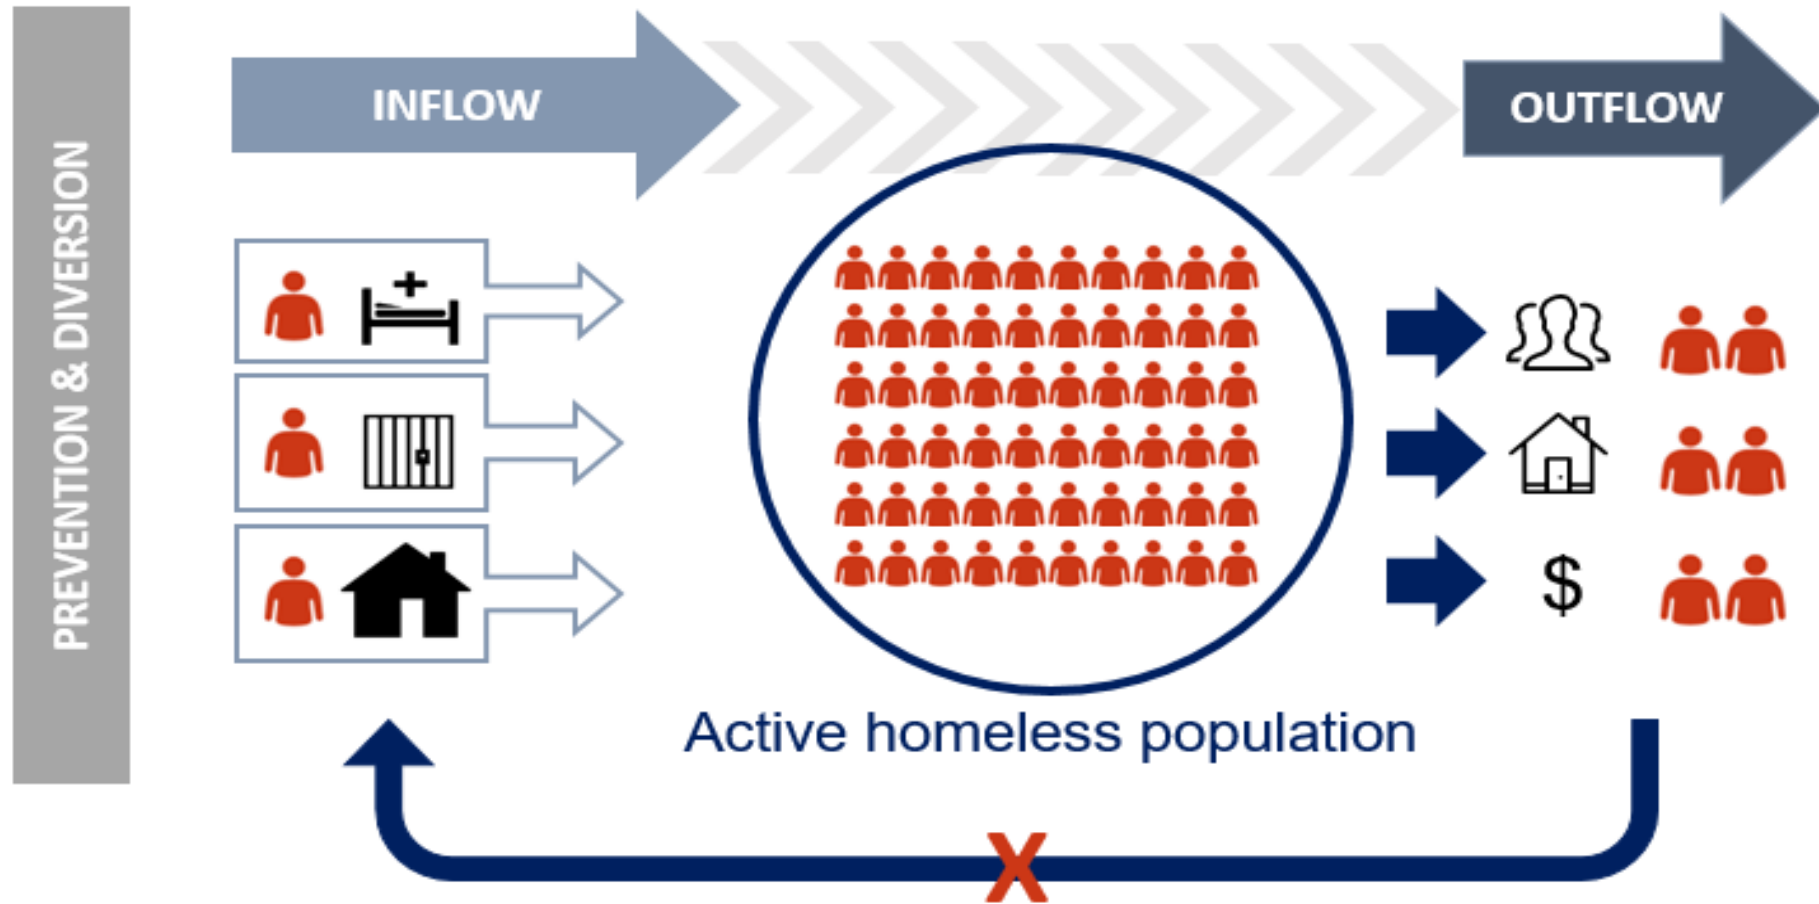 PREVENTION & DIVERSION
INFLOW
OUTFLOW
$
Active homeless population
X